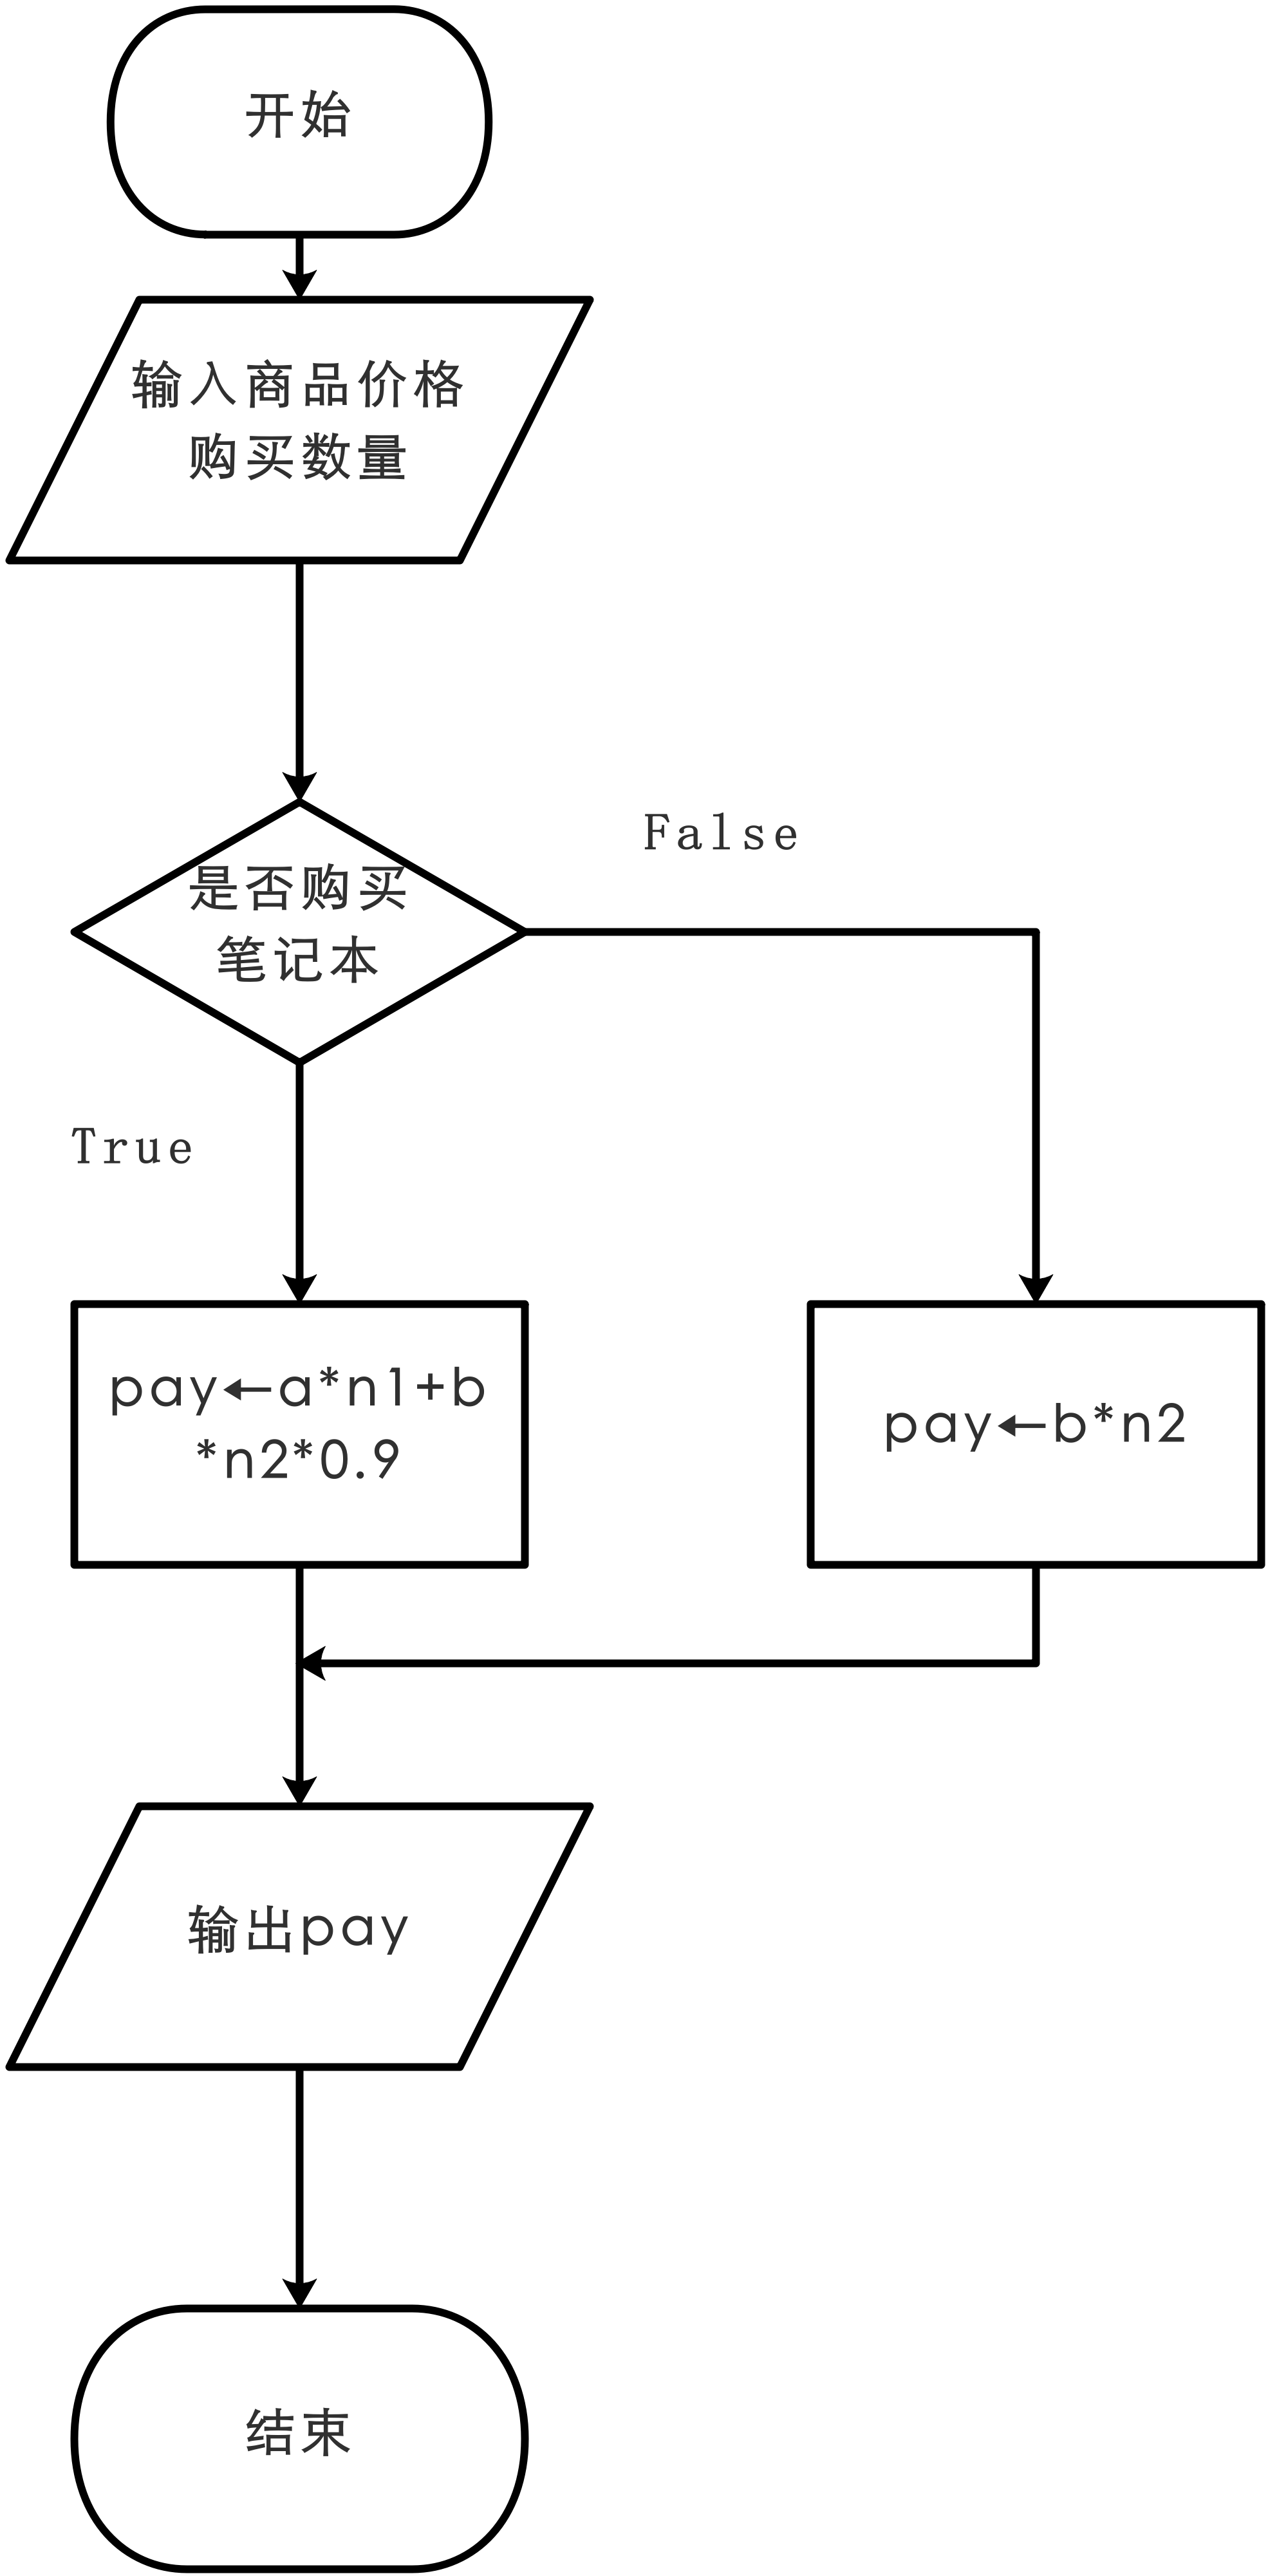 开始
输入商品价格
购买数量
False
是否购买
笔记本
True
pay←a*n1+b
*n2*0.9
pay←b*n2
输出pay
结束